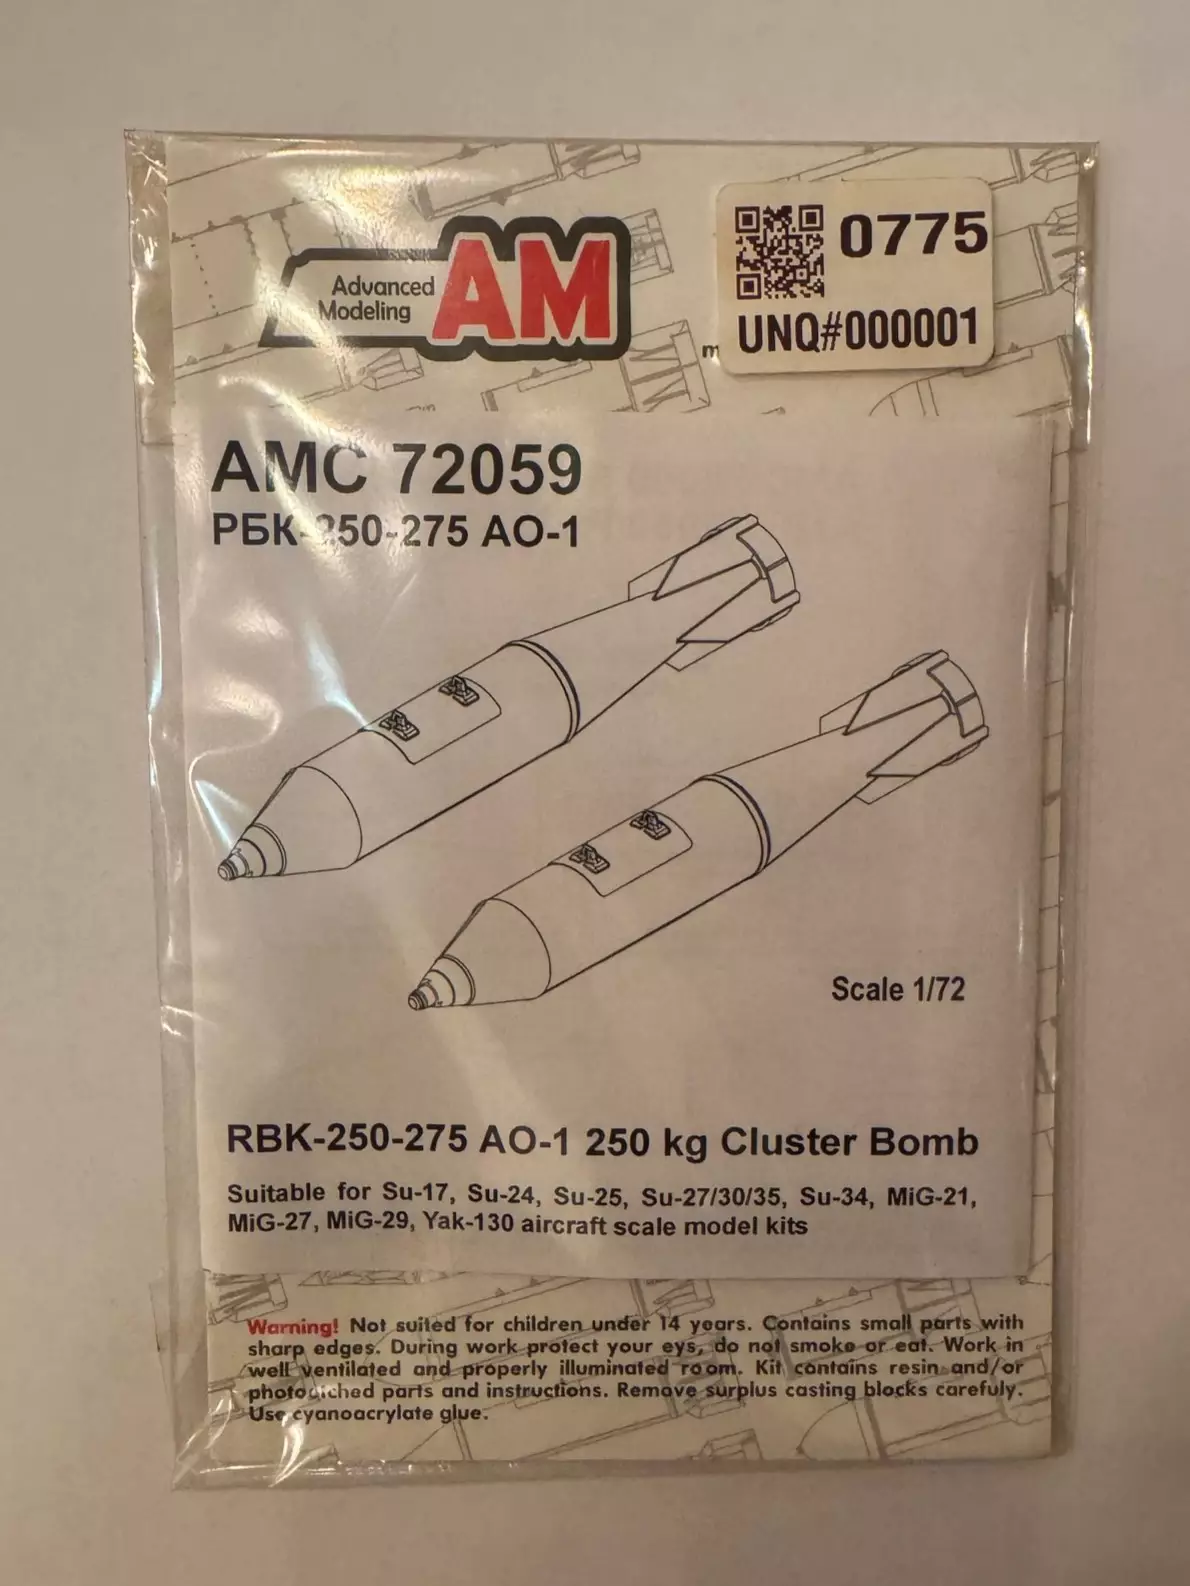 Advanced
Modeling
AM
0775
UNQ#000001
AMC 72059
РБК-250-275 АО-1
Scale 1/72
RBK-250-275 AO-1 250 kg Cluster Bomb
Suitable for Su-17, Su-24, Su-25, Su-27/30/35, Su-34, MiG-21,
MiG-27, MiG-29, Yak-130 aircraft scale model kits
Warning! Not suited for children under 14 years. Contains small parts with
sharp edges. During work protect your eyes, do not smoke or eat. Work in
well ventilated and properly illuminated room. Kit contains resin and/or
photoetched parts and instructions. Remove surplus casting blocks carefuly.
Use cyanoacrylate glue.